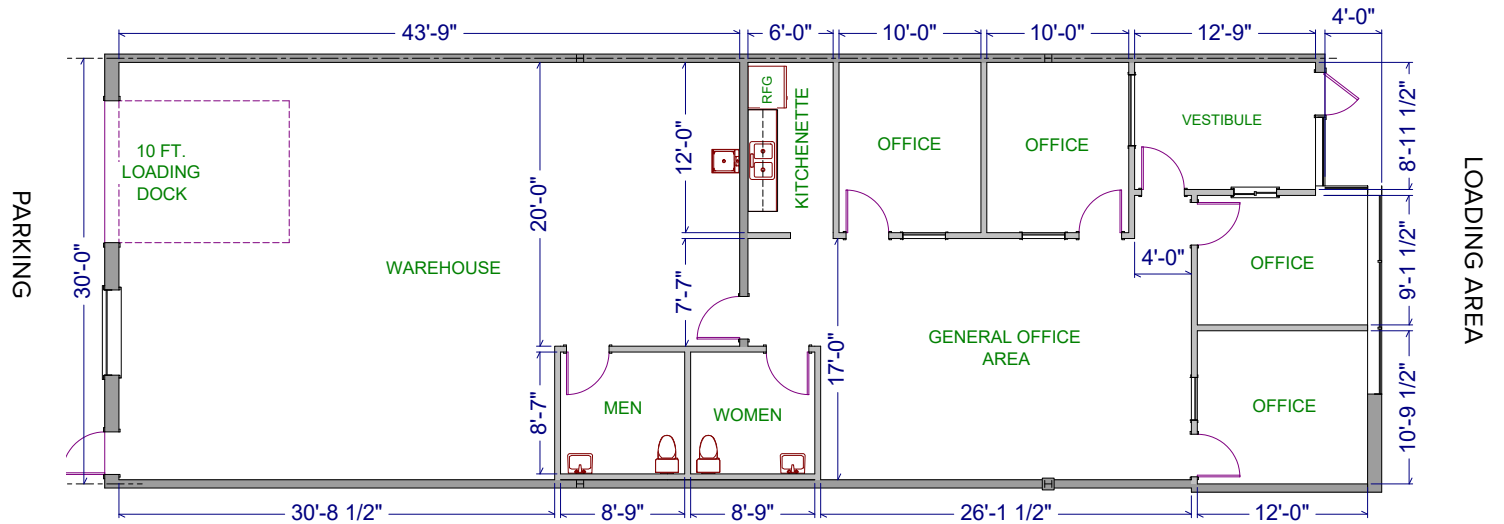 43'-9"
6'-0"
10'-0"
10'-0"
12'-9"
4'-0"
RFG
KITCHENETTE
VESTIBULE
8'-11 1/2"
10 FT.
LOADING
DOCK
12'-0"
OFFICE
OFFICE
20'-0"
PARKING
30'-0"
WAREHOUSE
7'-7"
4'-0"
OFFICE
9'-1 1/2"
LOADING AREA
GENERAL OFFICE
AREA
17'-0"
8'-7"
MEN
WOMEN
OFFICE
10'-9 1/2"
30'-8 1/2"
8'-9"
8'-9"
26'-1 1/2"
12'-0"